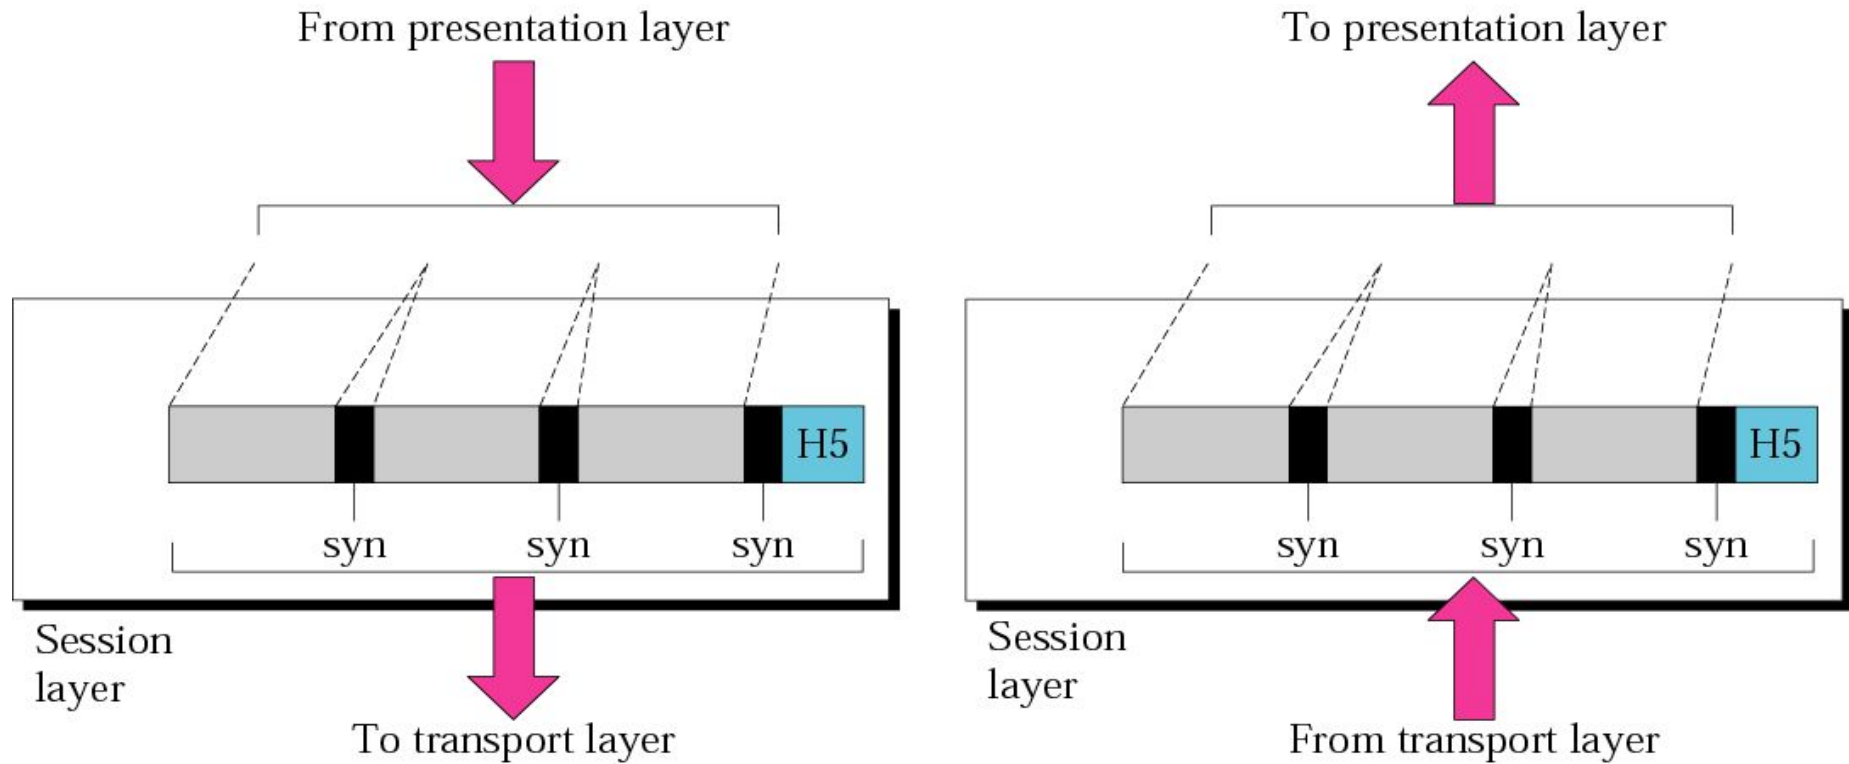 From presentation layer
To presentation layer
H5
H5
syn syn syn
syn syn syn
Session
layer
Session
layer
To transport layer
From transport layer